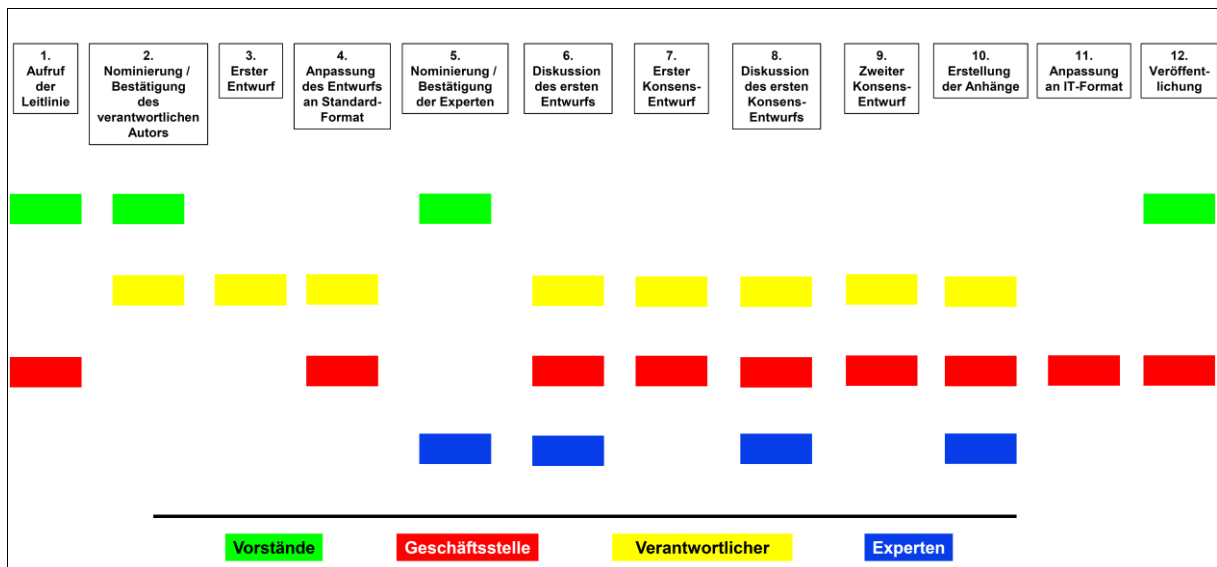 1.
Aufruf
der
Leitlinie
2.
Nominierung /
Bestätigung
des
verantwortlichen
Autors
3.
Erster
Entwurf
4.
Anpassung
des Entwurfs
an Standard-
Format
5.
Nominierung /
Bestätigung
der Experten
6.
Diskussion
des ersten
Entwurfs
7.
Erster
Konsens-
Entwurf
8.
Diskussion
des ersten
Konsens-
Entwurfs
9.
Zweiter
Konsens-
Entwurf
10.
Erstellung
der Anhänge
11.
Anpassung
an IT-Format
12.
Veröffent-
lichung
Vorstände
Geschäftsstelle
Verantwortlicher
Experten